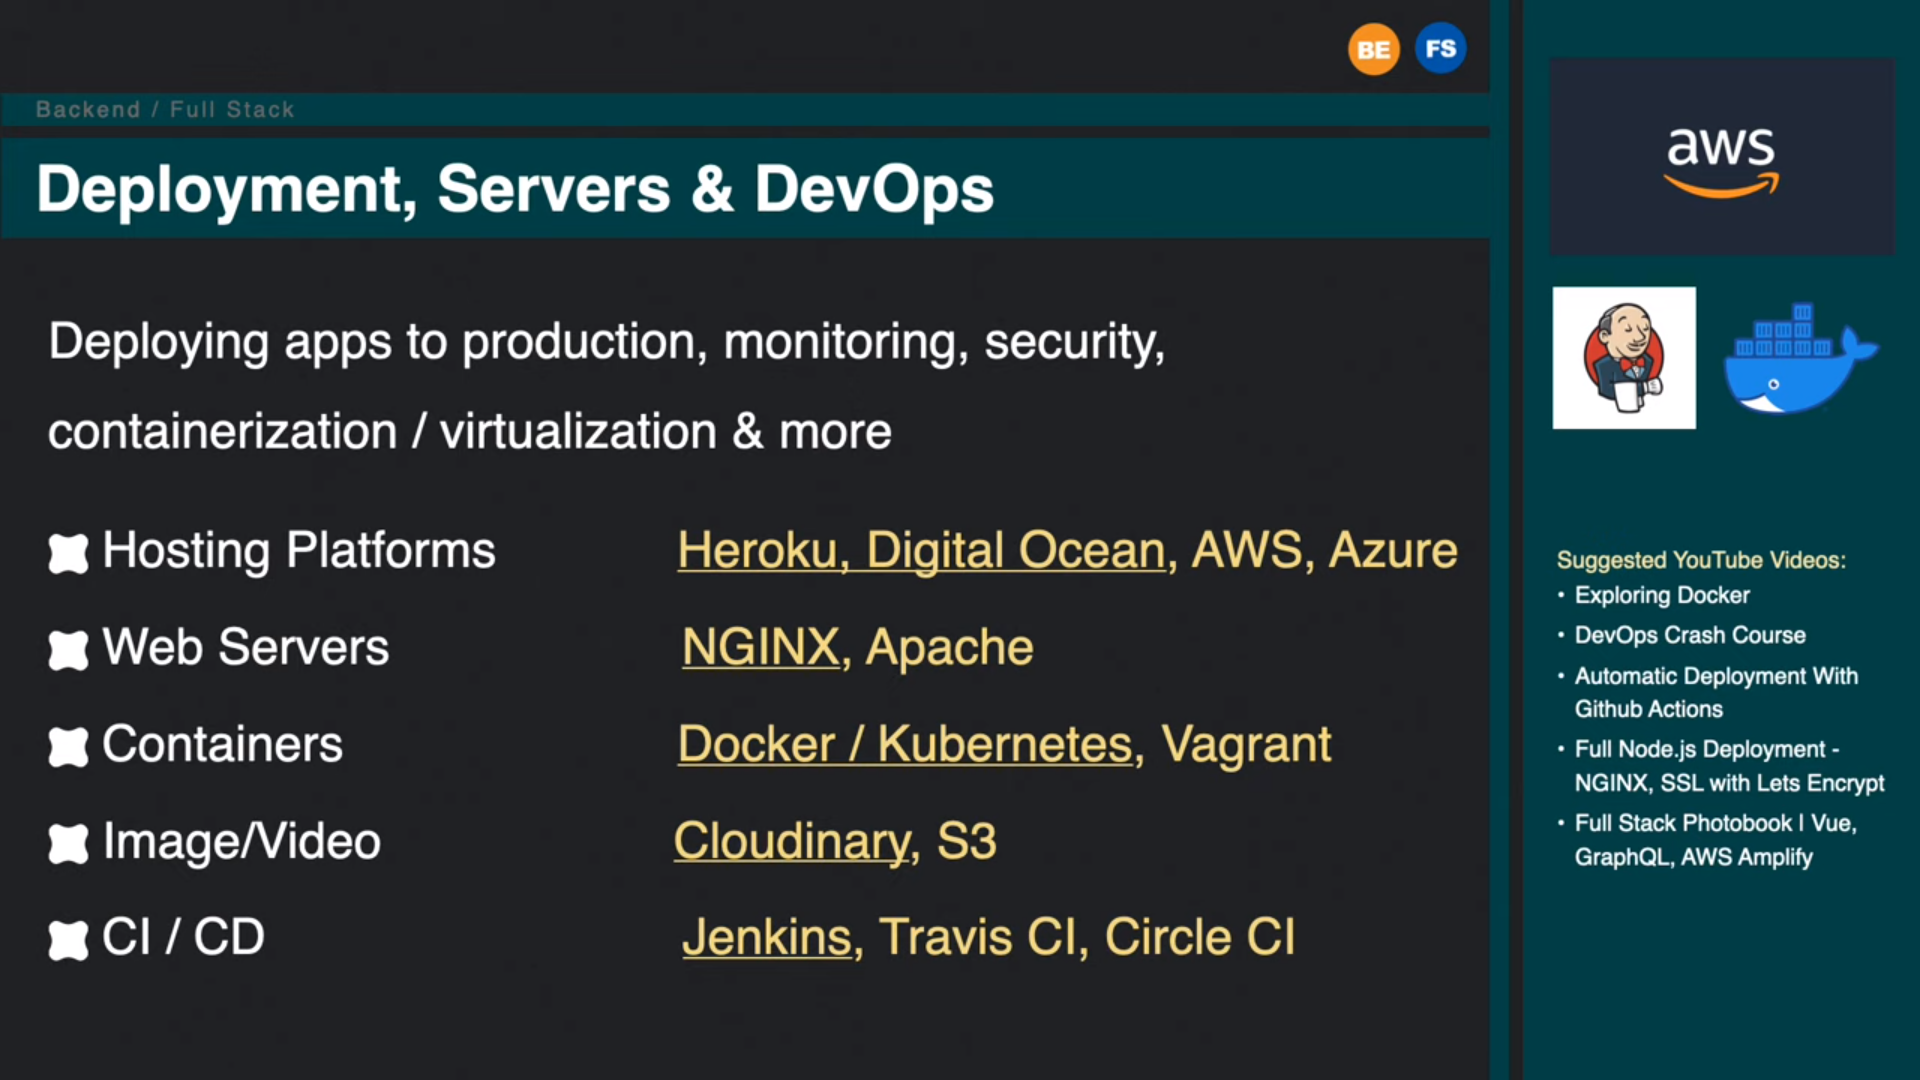 BE FS
Backend / Full Stack
Deployment, Servers & DevOps
Deploying apps to production, monitoring, security,
containerization / virtualization & more
Hosting Platforms Heroku, Digital Ocean, AWS, Azure
Web Servers NGINX, Apache
Containers Docker / Kubernetes, Vagrant
Image/Video Cloudinary, S3
CI / CD Jenkins, Travis CI, Circle CI
aws
Suggested YouTube Videos:
• Exploring Docker
• DevOps Crash Course
• Automatic Deployment With
Github Actions
• Full Node.js Deployment -
NGINX, SSL with Lets Encrypt
• Full Stack Photobook | Vue,
GraphQL, AWS Amplify